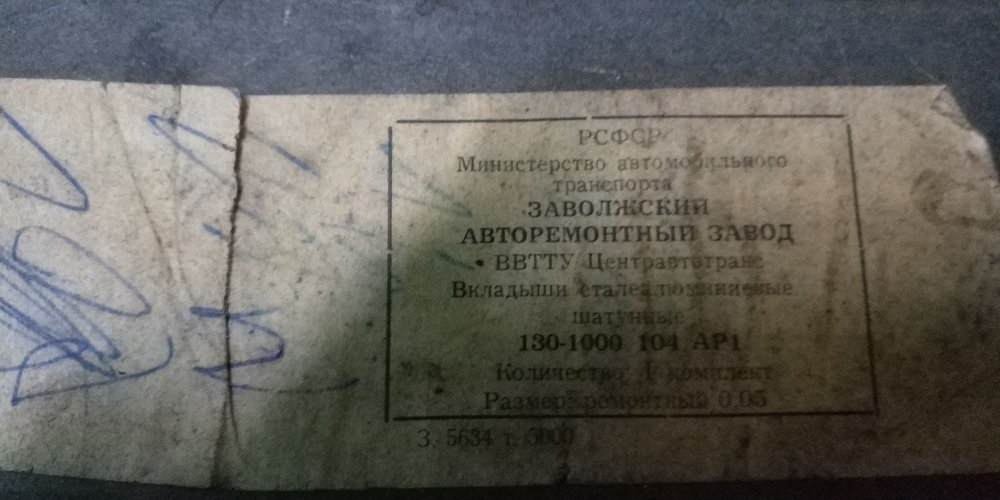 РСФСР
Министерство автомобильного
транспорта
ЗАВОЛЖСКИЙ
АВТОРЕМОНТНЫЙ ЗАВОД
• ВВТТУ Центравтотранс
Вкладыши сталеалюминиевые
шатунные
130-1000 104 АР1
Количество: 1 комплект
Размер ремонтный 0,05
З. 5634 т. 5000